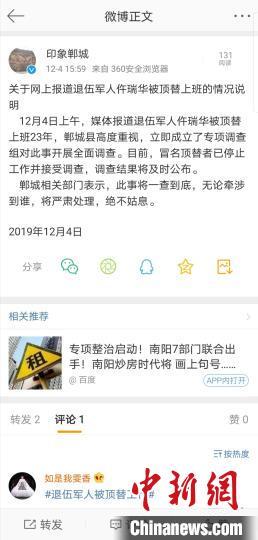 微博正文
印象郸城
12-4 15:59 来自 360安全浏览器
131
阅读
关于网上报道退伍军人仵瑞华被顶替上班的情况说
明
12月4日上午，媒体报道退伍军人仵瑞华被顶替
上班23年，郸城县高度重视，立即成立了专项调查
组对此事开展全面调查。目前，冒名顶替者已停止
工作并接受调查，调查结果将及时公布。
郸城相关部门表示，此事将一查到底，无论牵涉
到谁，将严肃处理，绝不姑息。
2019年12月4日
分享
相关推荐
专项整治启动！南阳7部门联合出
手！南阳炒房时代将 画上句号......
@ 百度
APP内打开
租
转发 2
评论 1
赞 0
按热度
如是我雯香
#退伍军人被顶替工作#
中新网
Chinanews.com
转发